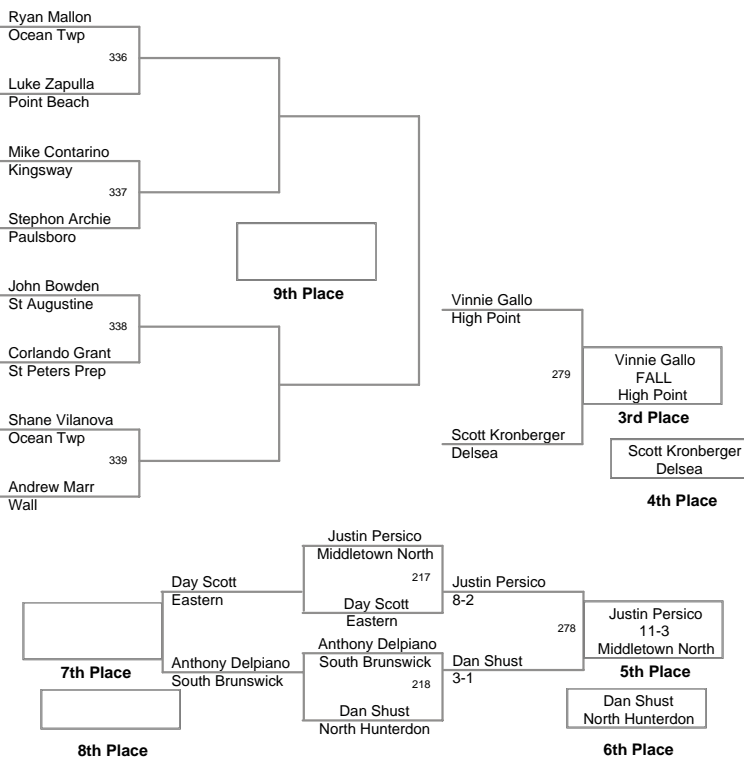 Ryan Mallon
Ocean Twp
336
Luke Zapulla
Point Beach
Mike Contarino
Kingsway
337
Stephon Archie
Paulsboro
9th Place
John Bowden
St Augustine
338
Corlando Grant
St Peters Prep
Shane Vilanova
Ocean Twp
339
Andrew Marr
Wall
Vinnie Gallo
High Point
279
Scott Kronberger
Delsea
Vinnie Gallo
FALL
High Point
3rd Place
Scott Kronberger
Delsea
4th Place
Day Scott
Eastern
Anthony Delpiano
South Brunswick
7th Place
8th Place
Justin Persico
Middletown North
217
Day Scott
Eastern
Anthony Delpiano
South Brunswick
218
Dan Shust
North Hunterdon
Justin Persico
8-2
278
Dan Shust
3-1
Justin Persico
11-3
Middletown North
5th Place
Dan Shust
North Hunterdon
6th Place